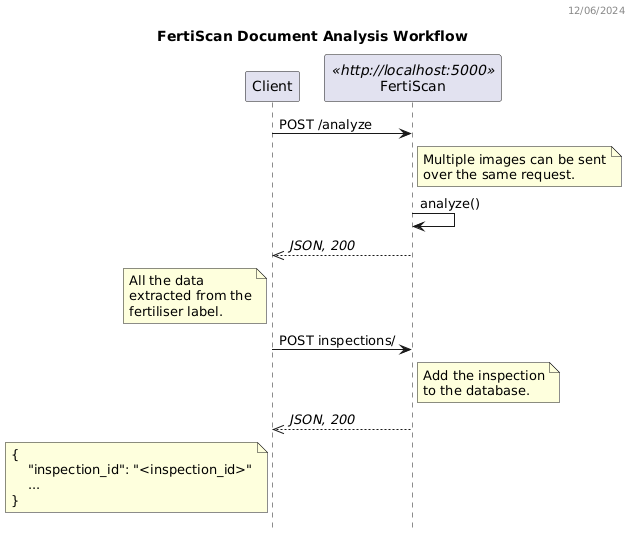 12/06/2024
FertiScan Document Analysis Workflow
«http://localhost:5000»
Client
FertiScan
POST /analyze
Multiple images can be sent
over the same request.
analyze()
JSON, 200
All the data
extracted from the
fertiliser label.
POST inspections/
Add the inspection
to the database.
JSON, 200
{
"inspection_id": "<inspection_id>"
...
}